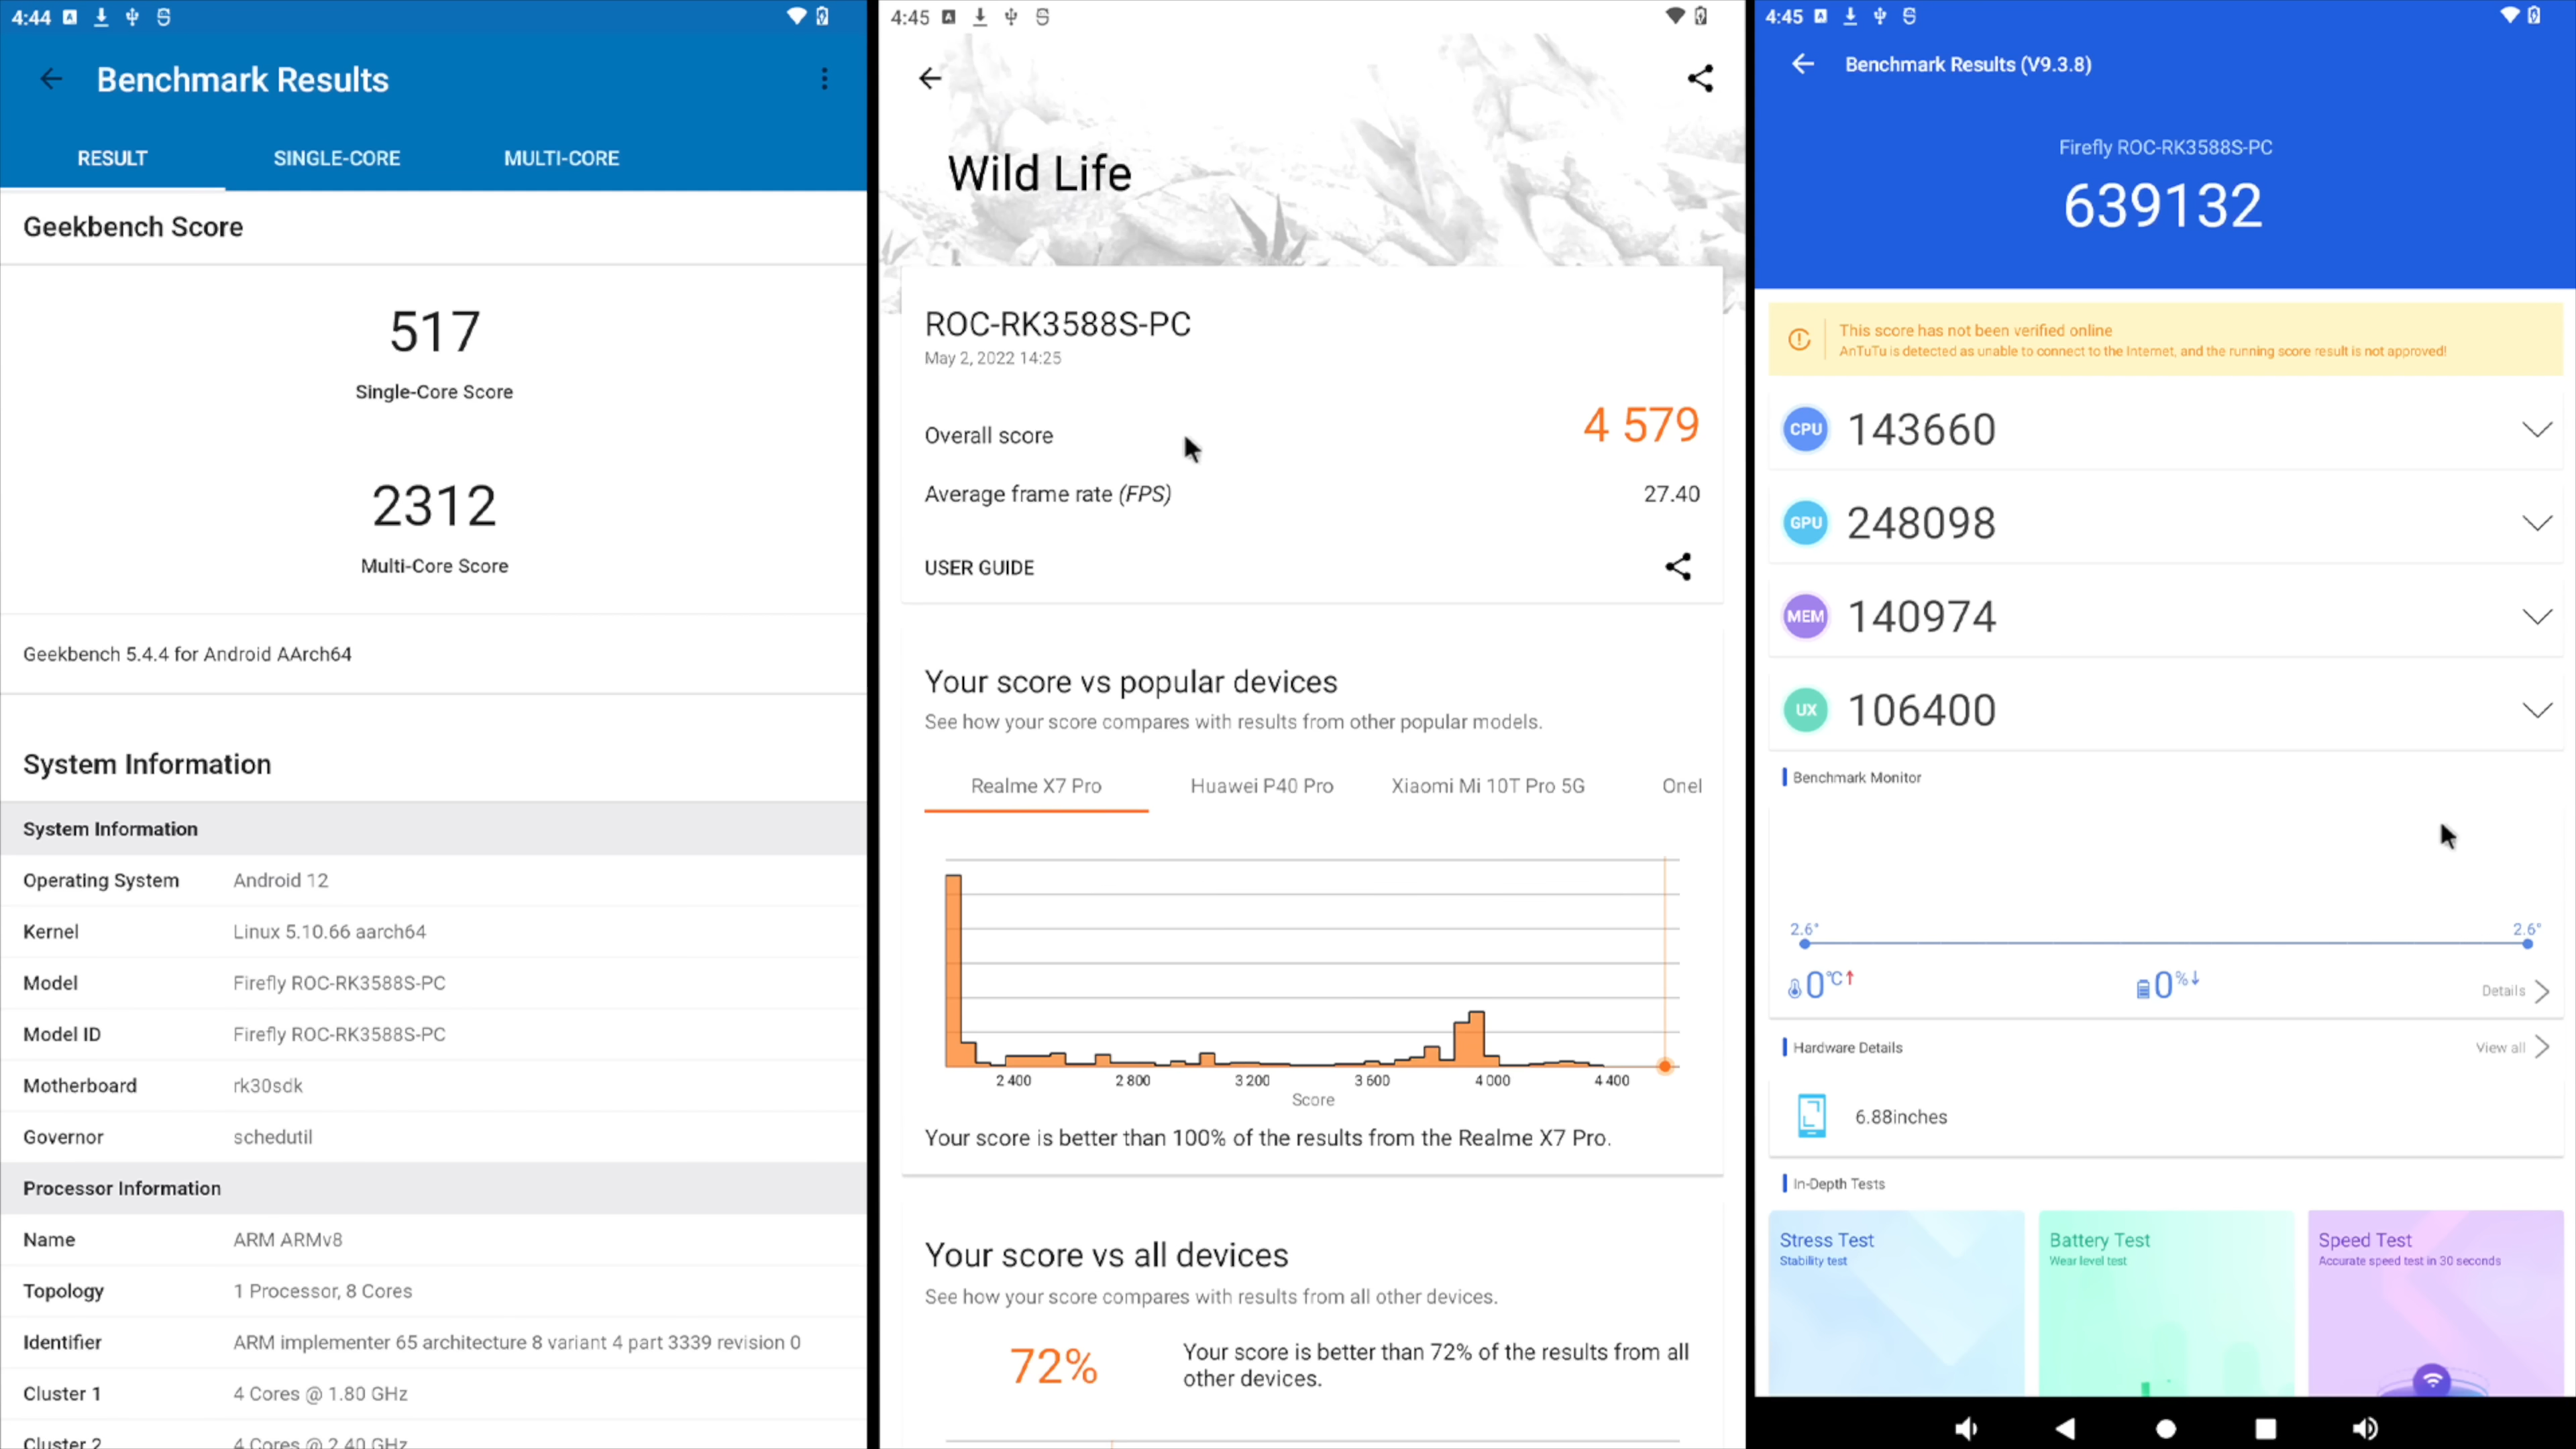 4:44
Benchmark Results
RESULT SINGLE-CORE MULTI-CORE
Geekbench Score
517
Single-Core Score
2312
Multi-Core Score
Geekbench 5.4.4 for Android AArch64
System Information
System Information
Operating System Android 12
Kernel Linux 5.10.66 aarch64
Model Firefly ROC-RK3588S-PC
Model ID Firefly ROC-RK3588S-PC
Motherboard rk30sdk
Governor schedutil
Processor Information
Name ARM ARMv8
Topology 1 Processor, 8 Cores
Identifier ARM implementer 65 architecture 8 variant 4 part 3339 revision 0
Cluster 1 4 Cores @ 1.80 GHz
Cluster 2 4 Cores @ 2.40 GHz
4:45
Wild Life
ROC-RK3588S-PC
May 2, 2022 14:25
Overall score 4 579
Average frame rate (FPS) 27.40
USER GUIDE
Your score vs popular devices
See how your score compares with results from other popular models.
Realme X7 Pro Huawei P40 Pro Xiaomi Mi 10T Pro 5G Onel
2 400 2 800 3 200 3 600 4 000 4 400
Score
Your score is better than 100% of the results from the Realme X7 Pro.
Your score vs all devices
See how your score compares with results from all other devices.
72%
Your score is better than 72% of the results from all
other devices.
4:45
Benchmark Results (V9.3.8)
Firefly ROC-RK3588S-PC
639132
This score has not been verified online
AnTuTu is detected as unable to connect to the Internet, and the running score result is not approved!
CPU 143660
GPU 248098
MEM 140974
UX 106400
Benchmark Monitor
2.6° 2.6°
0°C↑ 0%↓ Details
Hardware Details View all
6.88inches
In-Depth Tests
Stress Test
Stability test
Battery Test
Wear level test
Speed Test
Accurate speed test in 30 seconds